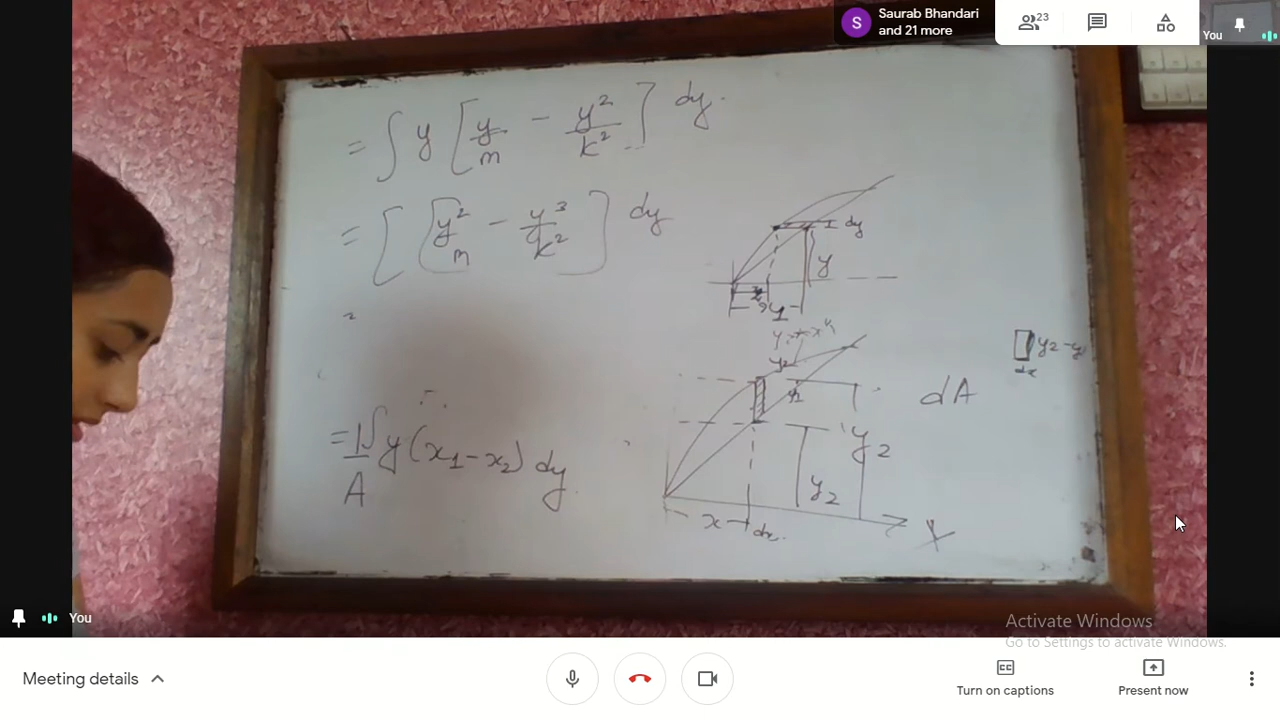 Saurab Bhandari
and 21 more
S
23
You
= ∫ y [ y/m - y²/k² ] dy.
= [ [ y²/m - y³/k² ] dy
dy
y
y₂-y
dx
dA
y₂
y₂
= 1/A ∫ y (x₁ - x₂) dy
x
dx.
X
You
Activate Windows
Go to Settings to activate Windows.
Meeting details
CC
Turn on captions
Present now